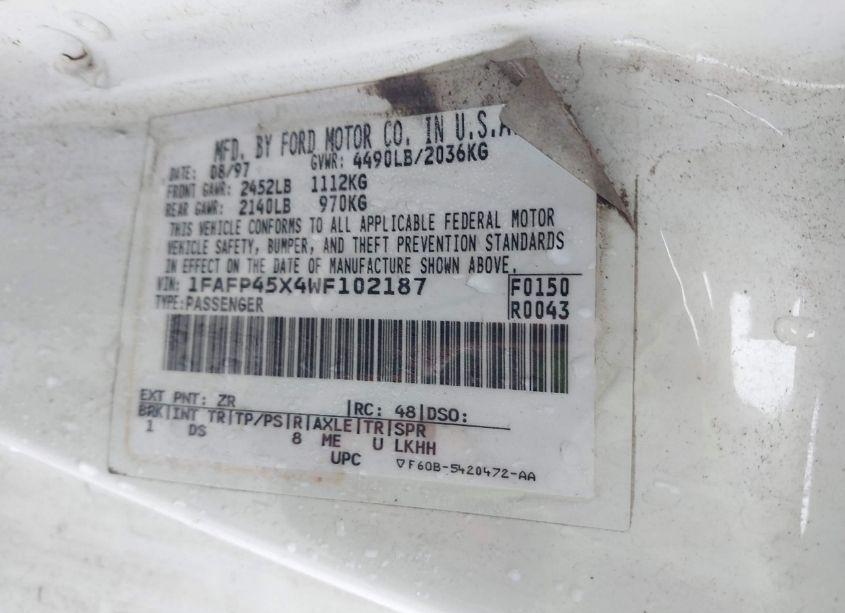 MFD. BY FORD MOTOR CO. IN U.S.A.
DATE: 08/97 GVWR: 4490LB/2036KG
FRONT GAWR: 2452LB 1112KG
REAR GAWR: 2140LB 970KG
THIS VEHICLE CONFORMS TO ALL APPLICABLE FEDERAL MOTOR
VEHICLE SAFETY, BUMPER, AND THEFT PREVENTION STANDARDS
IN EFFECT ON THE DATE OF MANUFACTURE SHOWN ABOVE.
VIN: 1FAFP45X4WF102187 F0150
TYPE:PASSENGER R0043
EXT PNT: ZR |RC: 48|DSO:
BRK|INT TR|TP/PS|R|AXLE|TR|SPR
1 DS 8 ME U LKHH
UPC ▽F60B-5420472-AA